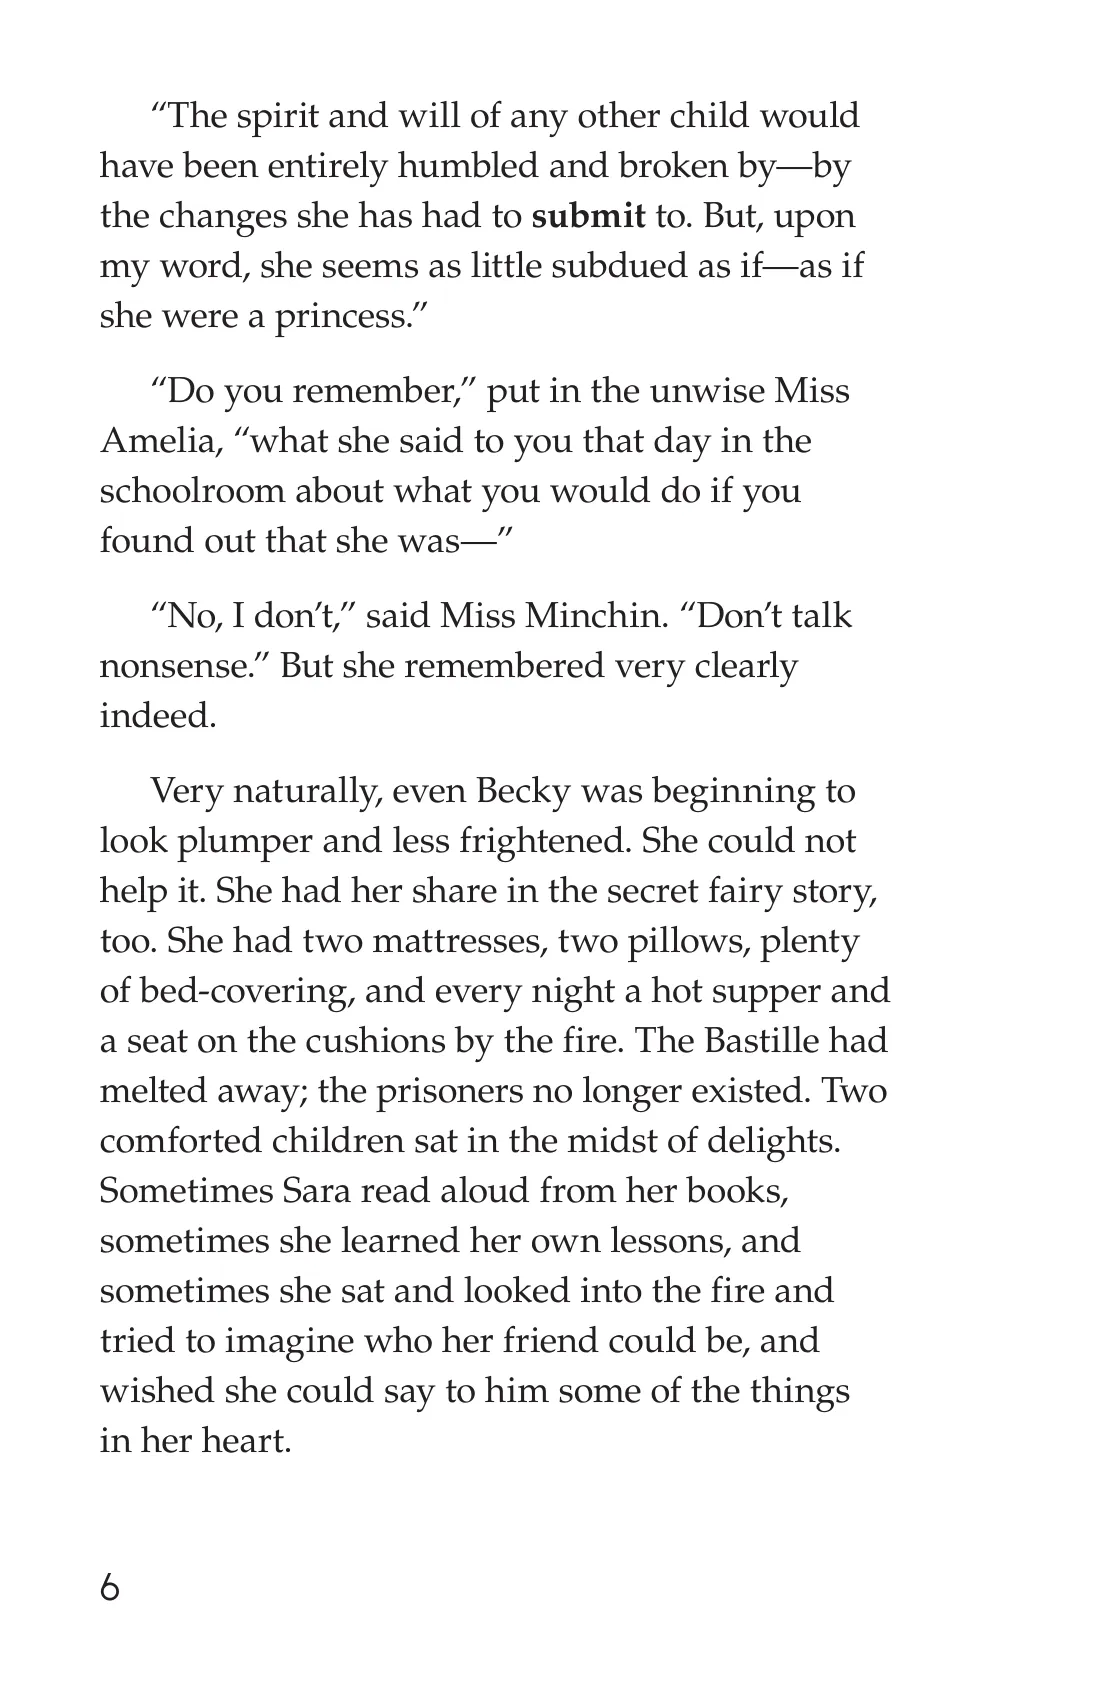 “The spirit and will of any other child would
have been entirely humbled and broken by—by
the changes she has had to submit to. But, upon
my word, she seems as little subdued as if—as if
she were a princess.”
“Do you remember,” put in the unwise Miss
Amelia, “what she said to you that day in the
schoolroom about what you would do if you
found out that she was—”
“No, I don’t,” said Miss Minchin. “Don’t talk
nonsense.” But she remembered very clearly
indeed.
Very naturally, even Becky was beginning to
look plumper and less frightened. She could not
help it. She had her share in the secret fairy story,
too. She had two mattresses, two pillows, plenty
of bed-covering, and every night a hot supper and
a seat on the cushions by the fire. The Bastille had
melted away; the prisoners no longer existed. Two
comforted children sat in the midst of delights.
Sometimes Sara read aloud from her books,
sometimes she learned her own lessons, and
sometimes she sat and looked into the fire and
tried to imagine who her friend could be, and
wished she could say to him some of the things
in her heart.
6